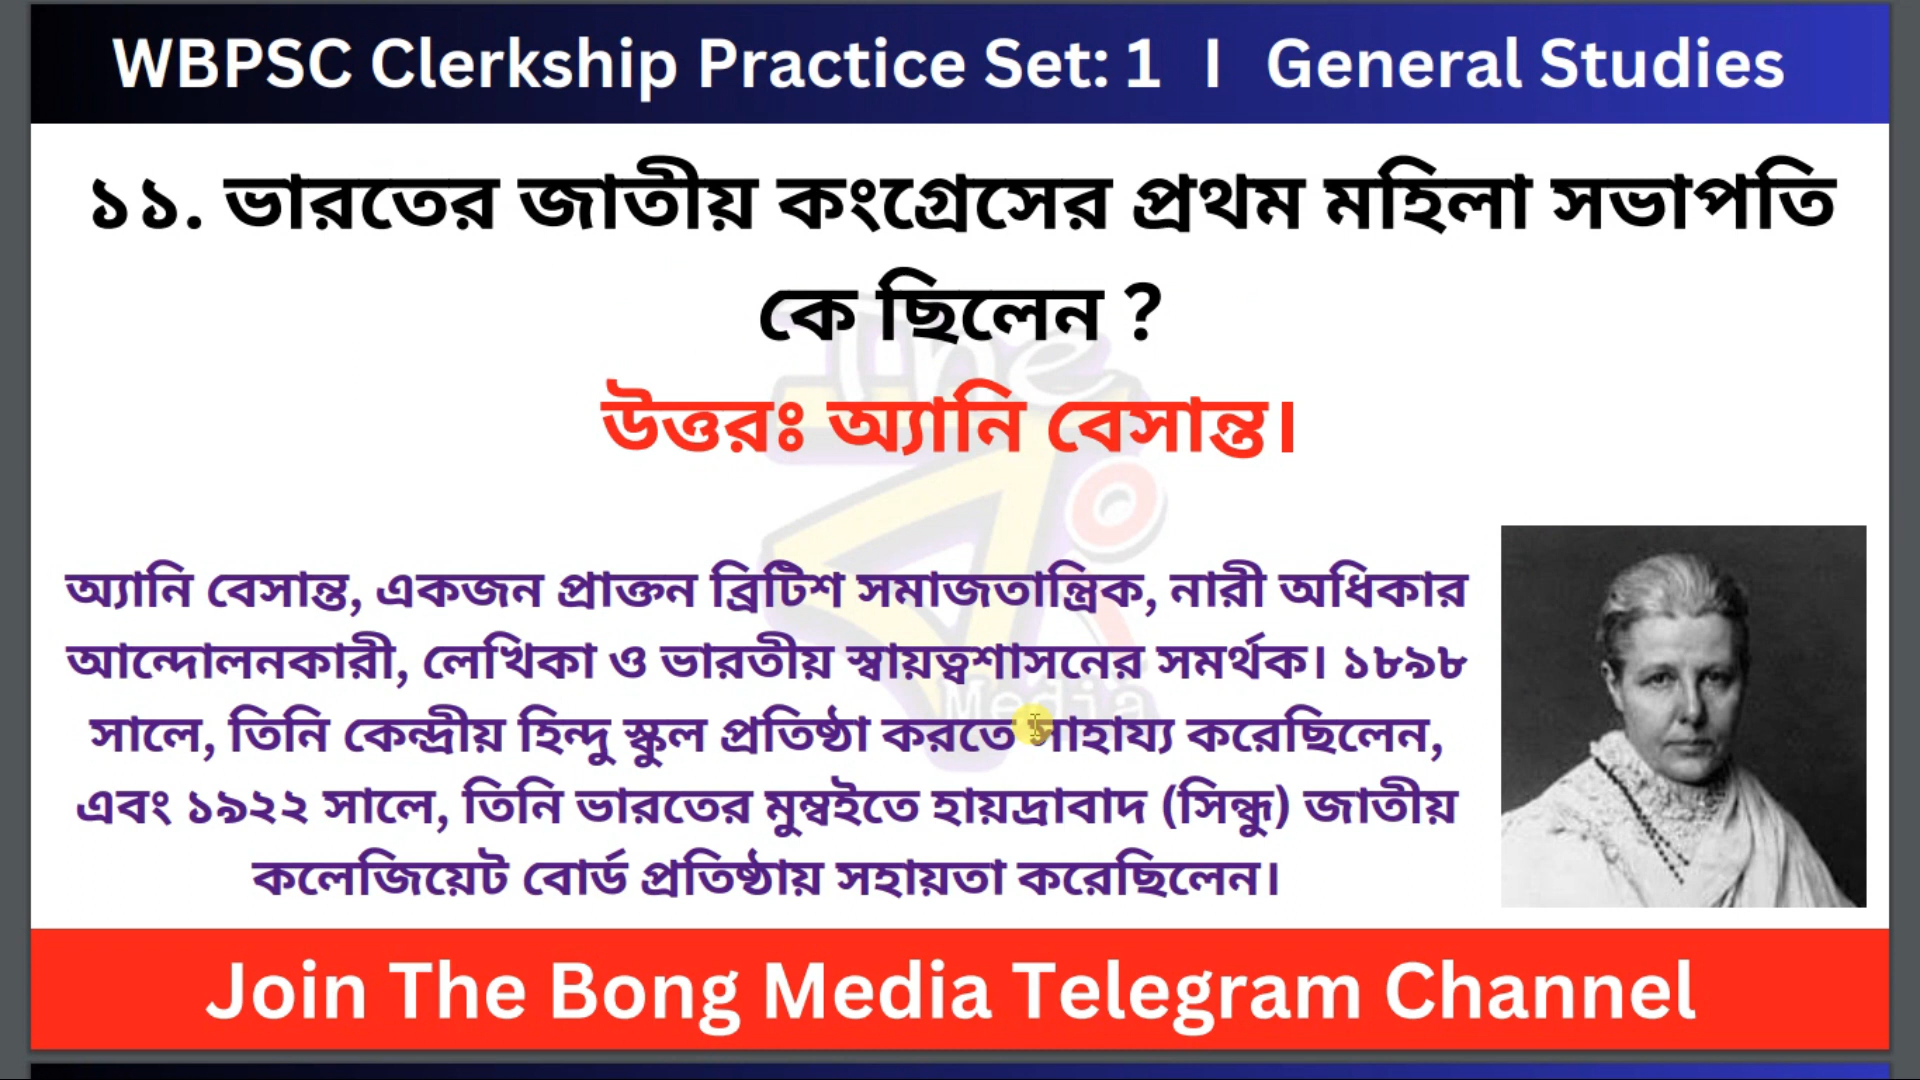 WBPSC Clerkship Practice Set: 1 I General Studies
১১. ভারতের জাতীয় কংগ্রেসের প্রথম মহিলা সভাপতি
কে ছিলেন ?
উত্তরঃ অ্যানি বেসান্ত।
অ্যানি বেসান্ত, একজন প্রাক্তন ব্রিটিশ সমাজতান্ত্রিক, নারী অধিকার
আন্দোলনকারী, লেখিকা ও ভারতীয় স্বায়ত্বশাসনের সমর্থক। ১৮৯৮
সালে, তিনি কেন্দ্রীয় হিন্দু স্কুল প্রতিষ্ঠা করতে সাহায্য করেছিলেন,
এবং ১৯২২ সালে, তিনি ভারতের মুম্বইতে হায়দ্রাবাদ (সিন্ধু) জাতীয়
কলেজিয়েট বোর্ড প্রতিষ্ঠায় সহায়তা করেছিলেন।
The
Media
Join The Bong Media Telegram Channel